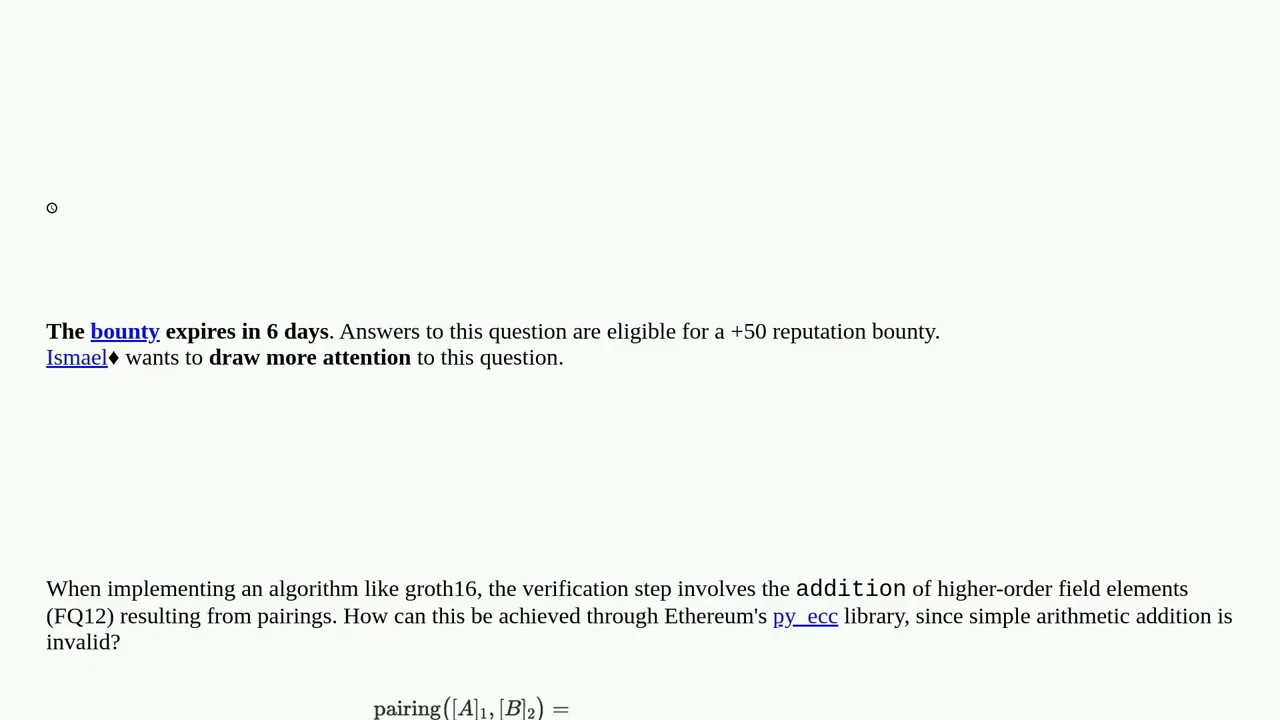 The bounty expires in 6 days. Answers to this question are eligible for a +50 reputation bounty.
Ismael♦ wants to draw more attention to this question.
When implementing an algorithm like groth16, the verification step involves the addition of higher-order field elements
(FQ12) resulting from pairings. How can this be achieved through Ethereum's py_ecc library, since simple arithmetic addition is
invalid?
pairing([A]₁, [B]₂) =